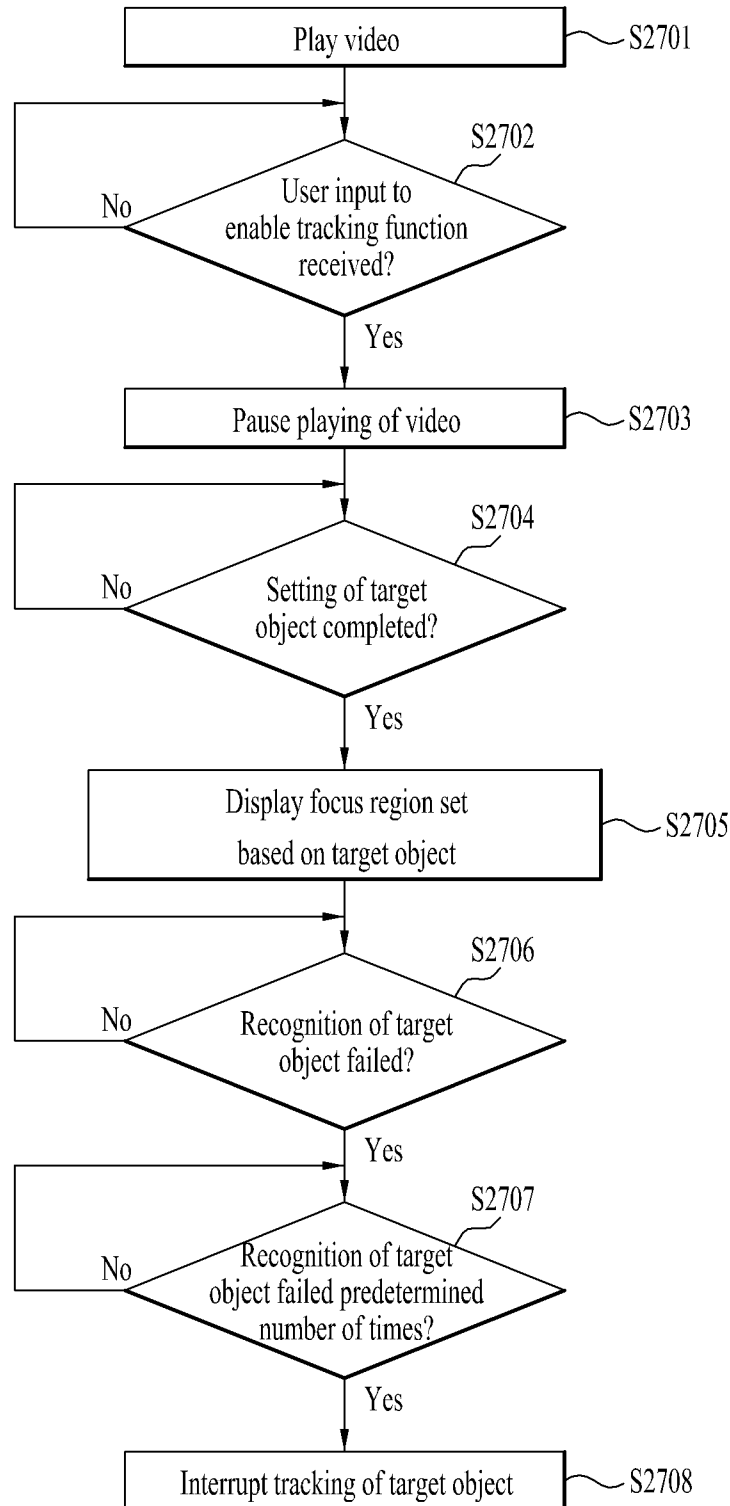 Play video
S2701
S2702
User input to
enable tracking function
received?
No
Yes
Pause playing of video
S2703
S2704
Setting of target
object completed?
No
Yes
Display focus region set
based on target object
S2705
S2706
Recognition of target
object failed?
No
Yes
S2707
Recognition of target
object failed predetermined
number of times?
No
Yes
Interrupt tracking of target object
S2708